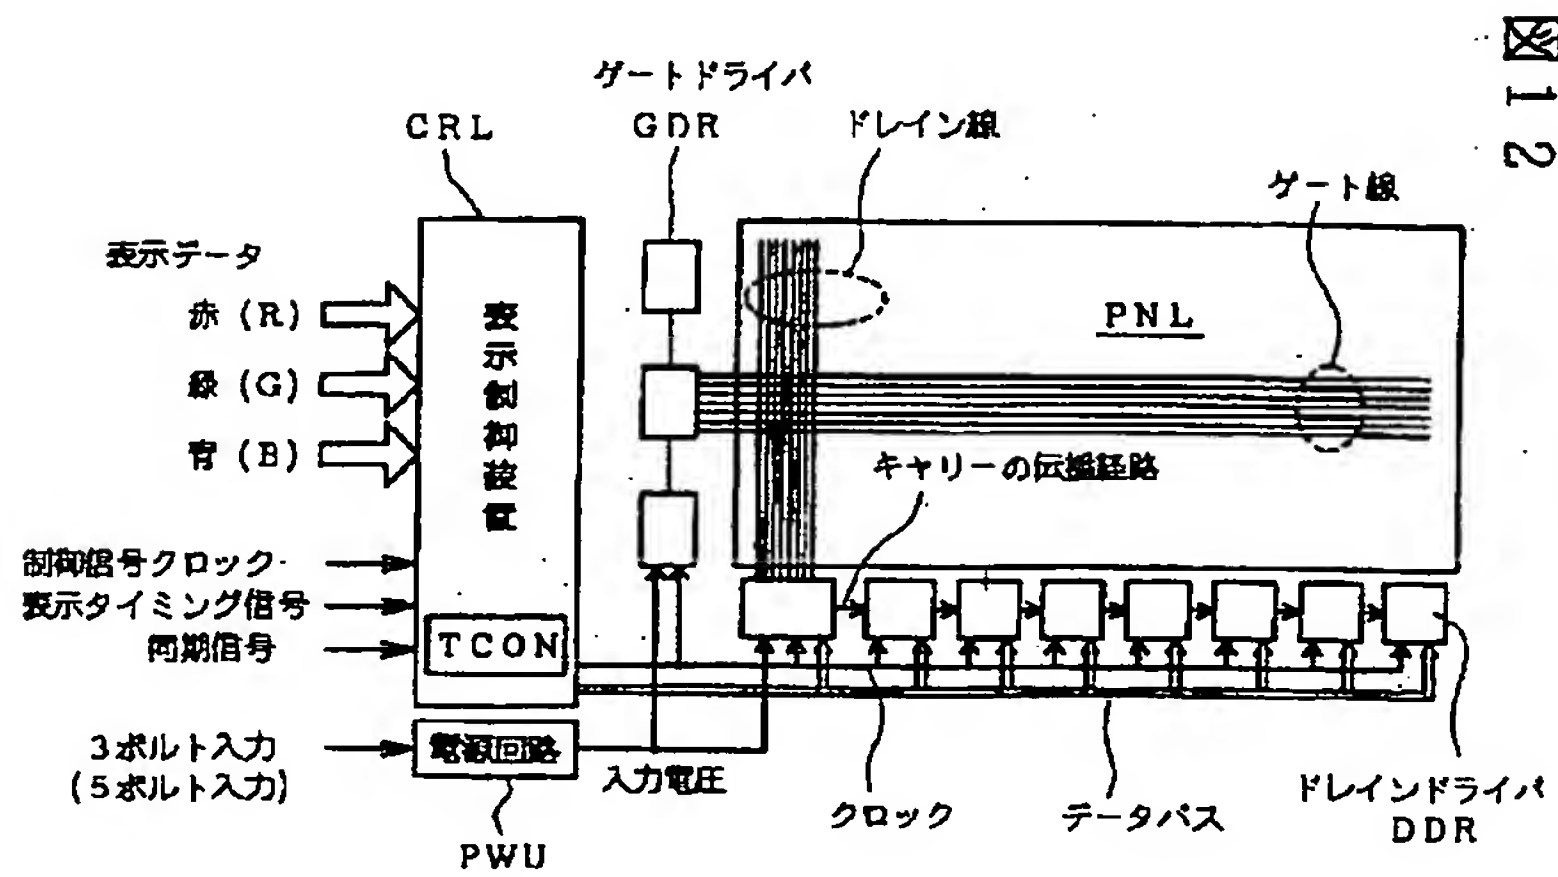 図12
ゲートドライバ
CRL
GDR
ドレイン線
ゲート線
表示データ
赤(R)
緑(G)
青(B)
表示制御装置
PNL
キャリーの伝播経路
制御信号クロック
表示タイミング信号
同期信号
TCON
3ボルト入力
(5ボルト入力)
電源回路
入力電圧
クロック
データバス
ドレインドライバ
DDR
PWU